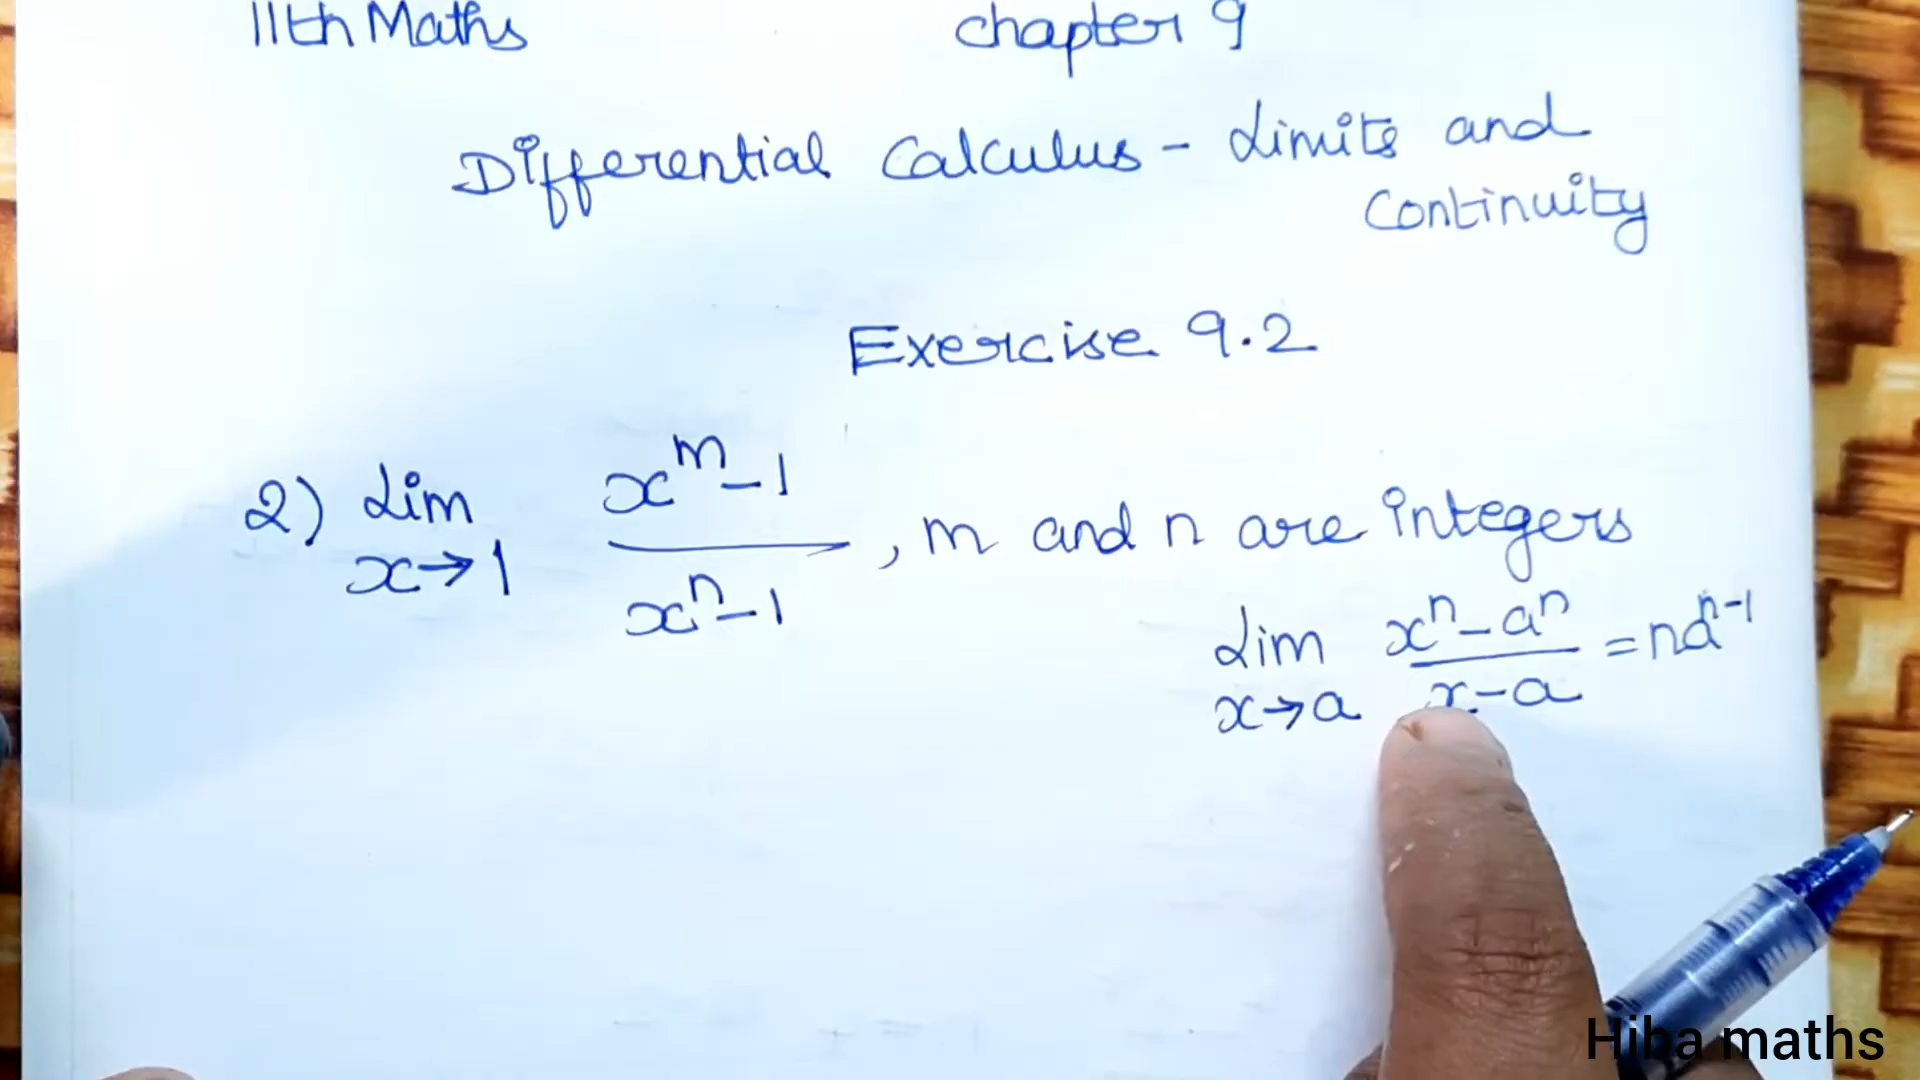 11th Maths chapter 9
Differential Calculus - Limits and
Continuity
Exercise 9.2
2) Lim x→1 x^m - 1 / x^n - 1 , m and n are integers
Lim x→a x^n - a^n / x - a = na^n-1
Hiba maths